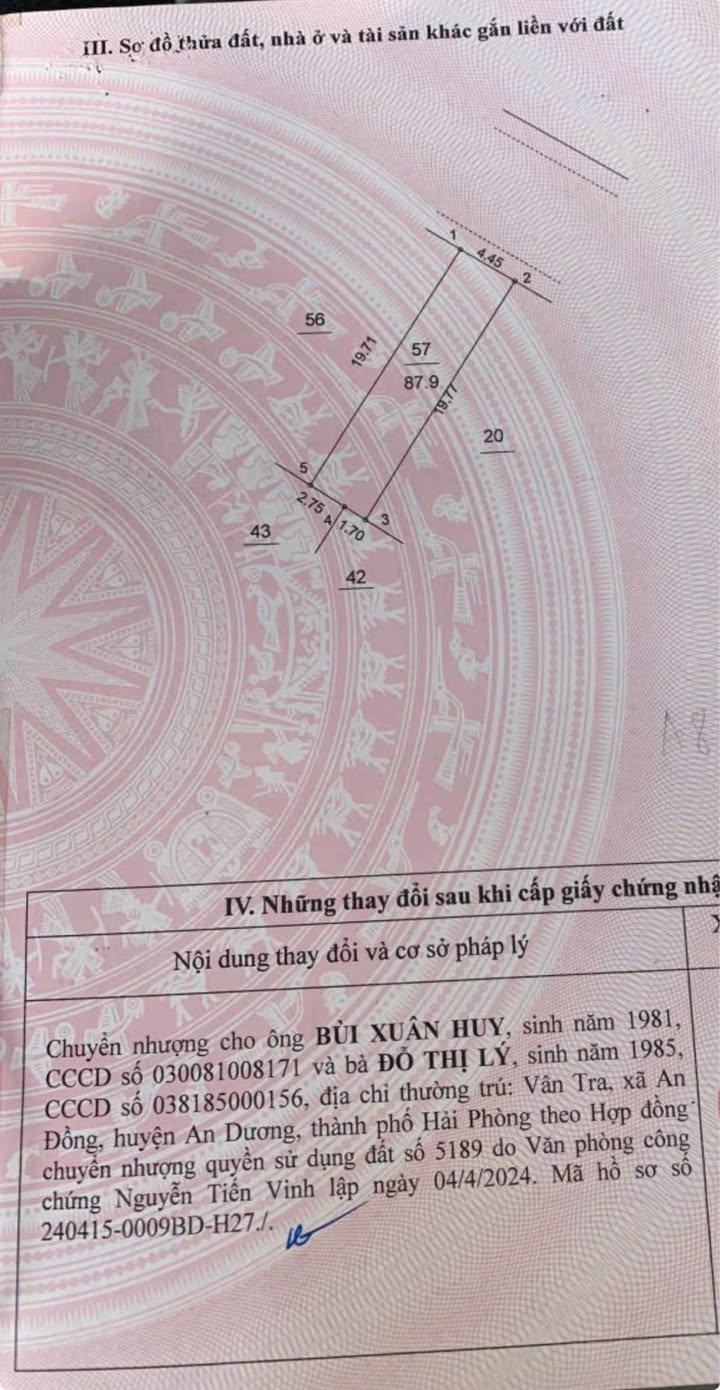 III. Sơ đồ thửa đất, nhà ở và tài sản khác gắn liền với đất
1
4.45
2
56
19.71
57
87.9
19.77
20
5
2.75
4
1.70
3
43
42
IV. Những thay đổi sau khi cấp giấy chứng nhậ
Nội dung thay đổi và cơ sở pháp lý
Chuyển nhượng cho ông BÙI XUÂN HUY, sinh năm 1981,
CCCD số 030081008171 và bà ĐỖ THỊ LÝ, sinh năm 1985,
CCCD số 038185000156, địa chỉ thường trú: Vân Tra, xã An
Đồng, huyện An Dương, thành phố Hải Phòng theo Hợp đồng
chuyển nhượng quyền sử dụng đất số 5189 do Văn phòng công
chứng Nguyễn Tiến Vinh lập ngày 04/4/2024. Mã hồ sơ số
240415-0009BD-H27./.